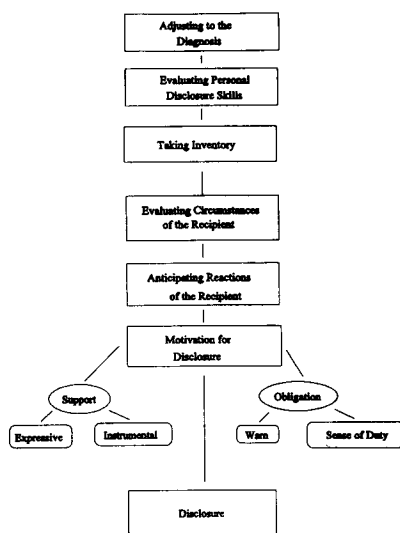 Adjusting to the
Diagnosis
Evaluating Personal
Disclosure Skills
Taking Inventory
Evaluating Circumstances
of the Recipient
Anticipating Reactions
of the Recipient
Motivation for
Disclosure
Support
Obligation
Expressive
Instrumental
Warn
Sense of Duty
Disclosure